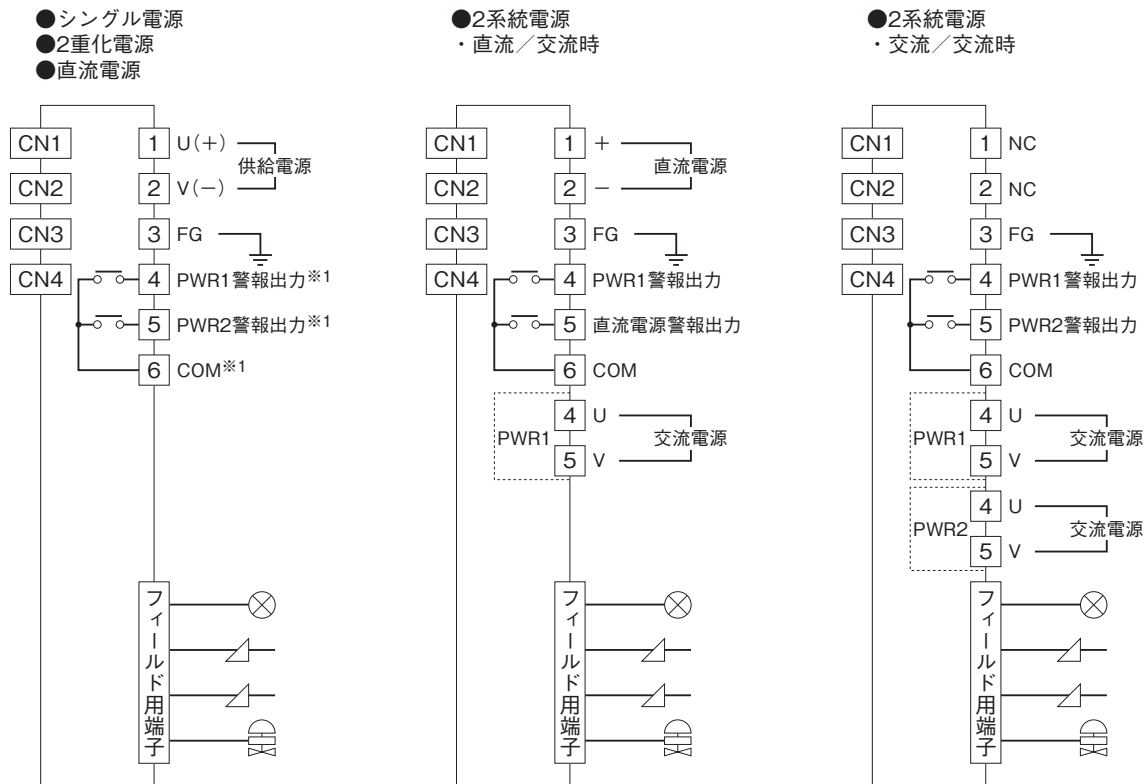 ●シングル電源
●2重化電源
●直流電源
CN1
CN2
CN3
CN4
1 U(+)
供給電源
2 V(−)
3 FG
4 PWR1警報出力※1
5 PWR2警報出力※1
6 COM※1
フィールド用端子
●2系統電源
・直流／交流時
CN1
CN2
CN3
CN4
1 +
直流電源
2 −
3 FG
4 PWR1警報出力
5 直流電源警報出力
6 COM
PWR1
4 U
交流電源
5 V
フィールド用端子
●2系統電源
・交流／交流時
CN1
CN2
CN3
CN4
1 NC
2 NC
3 FG
4 PWR1警報出力
5 PWR2警報出力
6 COM
PWR1
4 U
交流電源
5 V
PWR2
4 U
交流電源
5 V
フィールド用端子